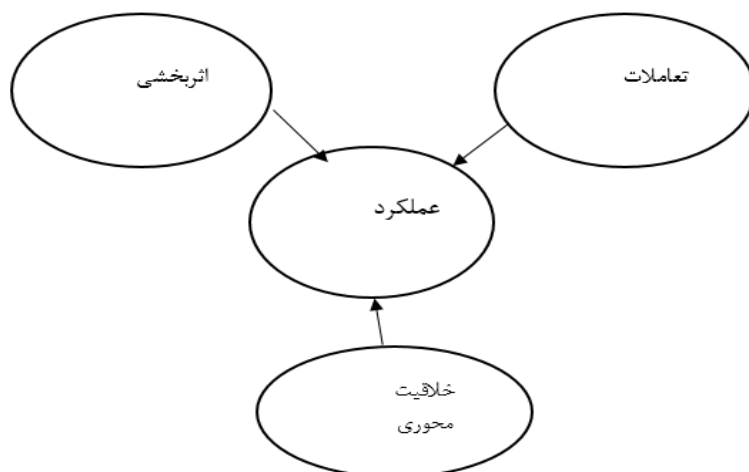 تعاملات
اثربخشی
عملکرد
خلاقیت
محوری